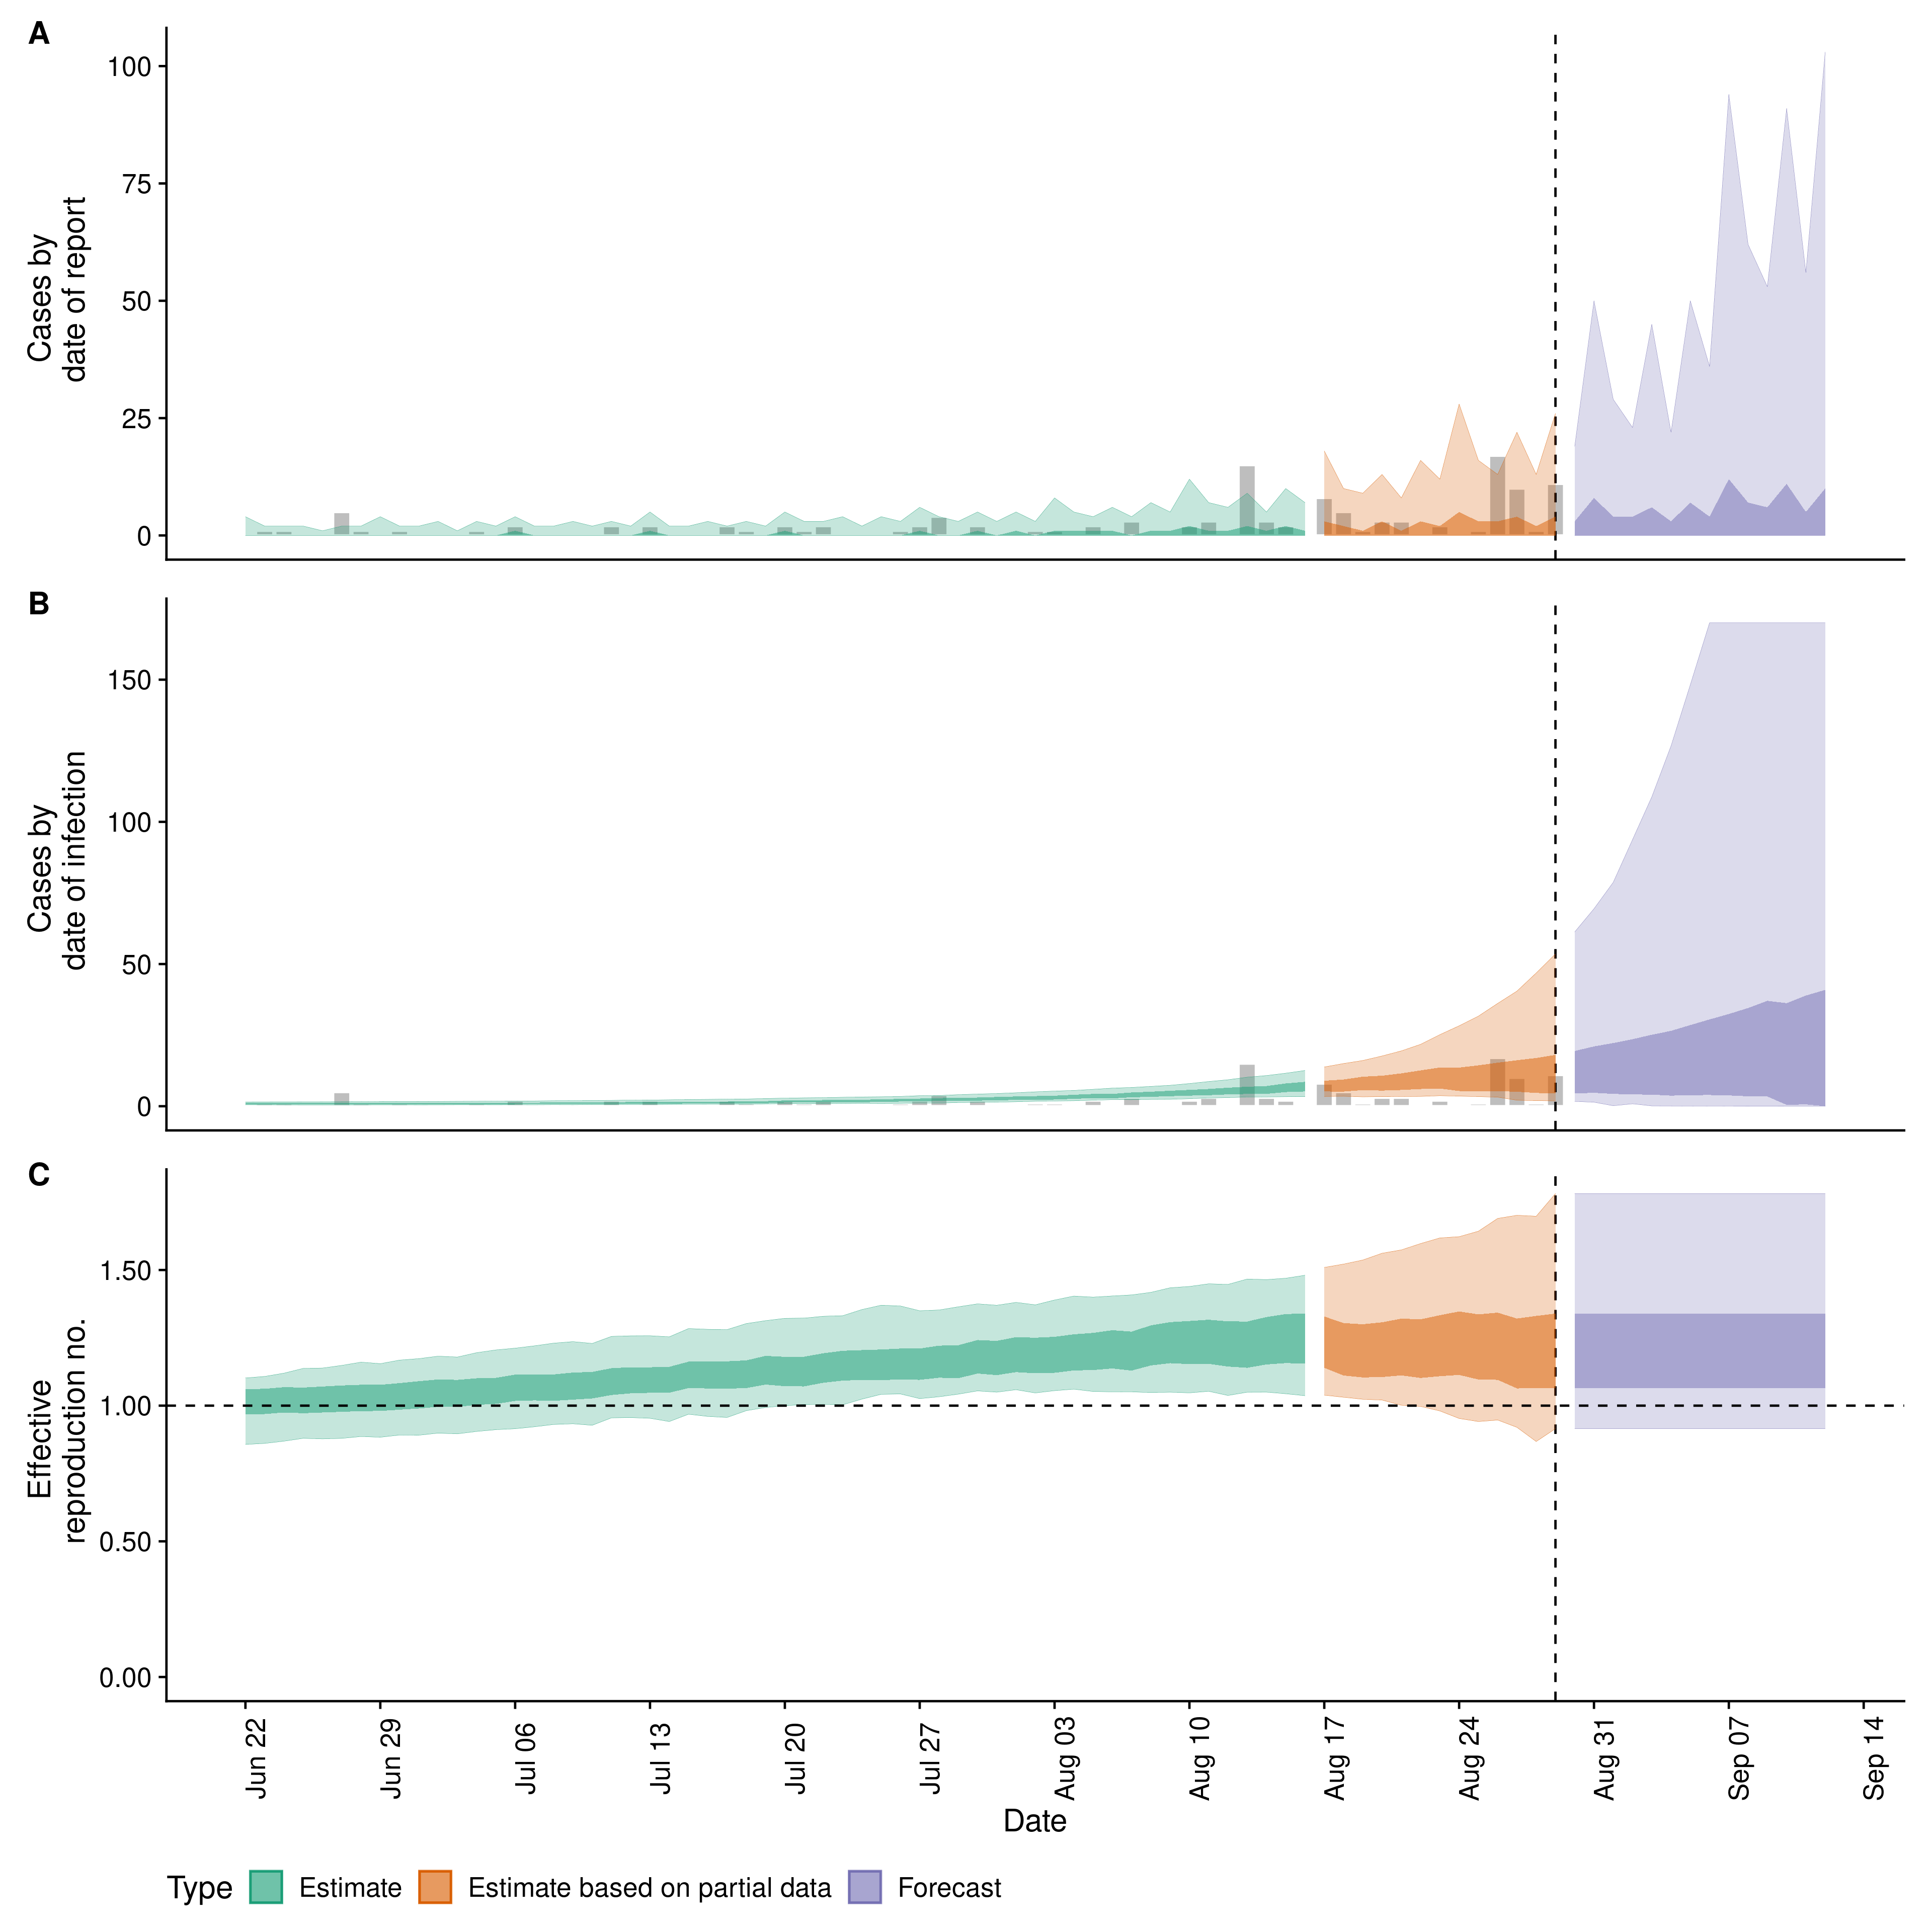 A
Cases by
date of report
100
75
50
25
0
B
Cases by
date of infection
150
100
50
0
C
Effective
reproduction no.
1.50
1.00
0.50
0.00
Jun 22
Jun 29
Jul 06
Jul 13
Jul 20
Jul 27
Aug 03
Aug 10
Aug 17
Aug 24
Aug 31
Sep 07
Sep 14
Date
Type Estimate Estimate based on partial data Forecast